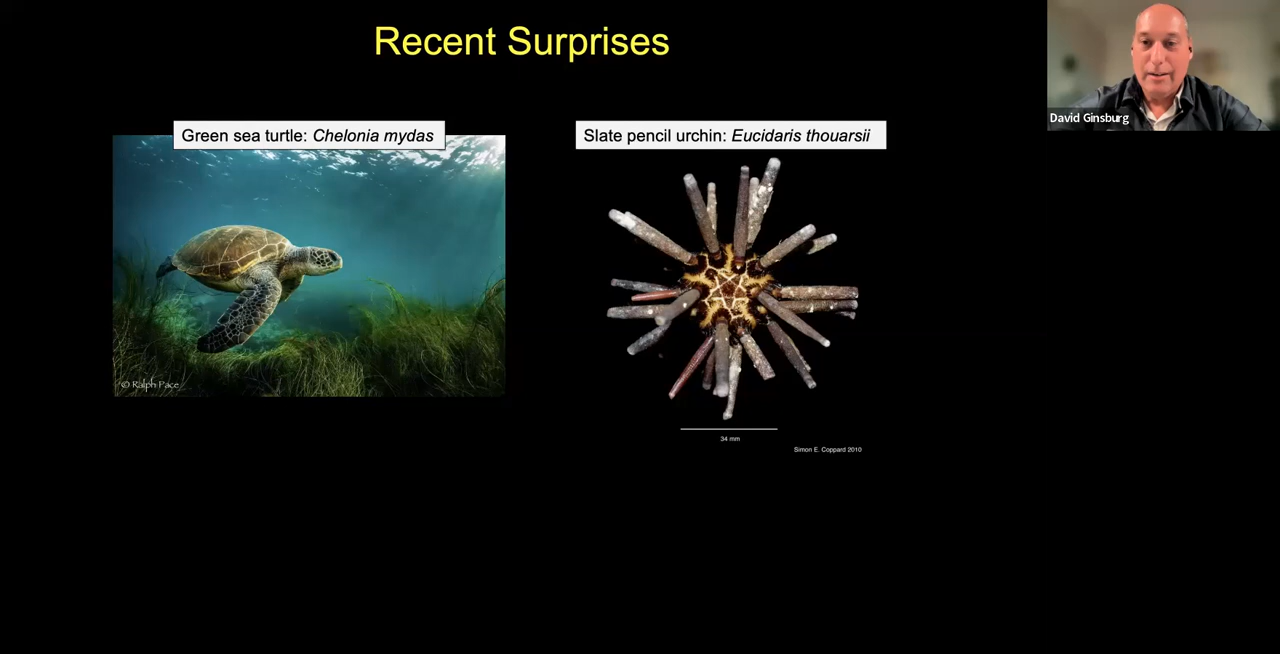 Recent Surprises
David Ginsburg
Green sea turtle: Chelonia mydas
Slate pencil urchin: Eucidaris thouarsii
© Ralph Pace
34 mm
Simon E. Coppard 2010